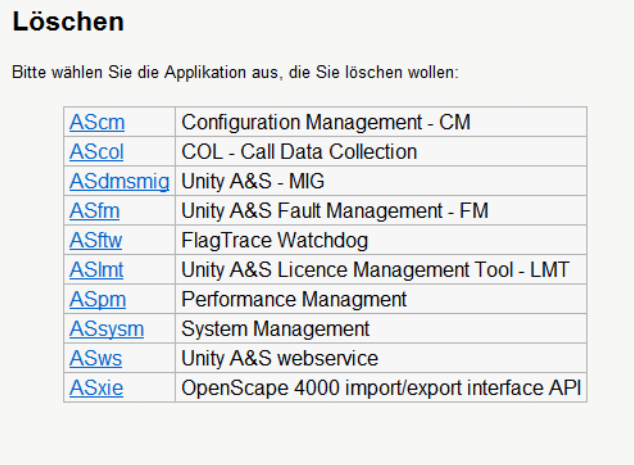 Löschen
Bitte wählen Sie die Applikation aus, die Sie löschen wollen:
AScm Configuration Management - CM
AScol COL - Call Data Collection
ASdmsmig Unity A&S - MIG
ASfm Unity A&S Fault Management - FM
ASftw FlagTrace Watchdog
ASlmt Unity A&S Licence Management Tool - LMT
ASpm Performance Managment
ASsysm System Management
ASws Unity A&S webservice
ASxie OpenScape 4000 import/export interface API